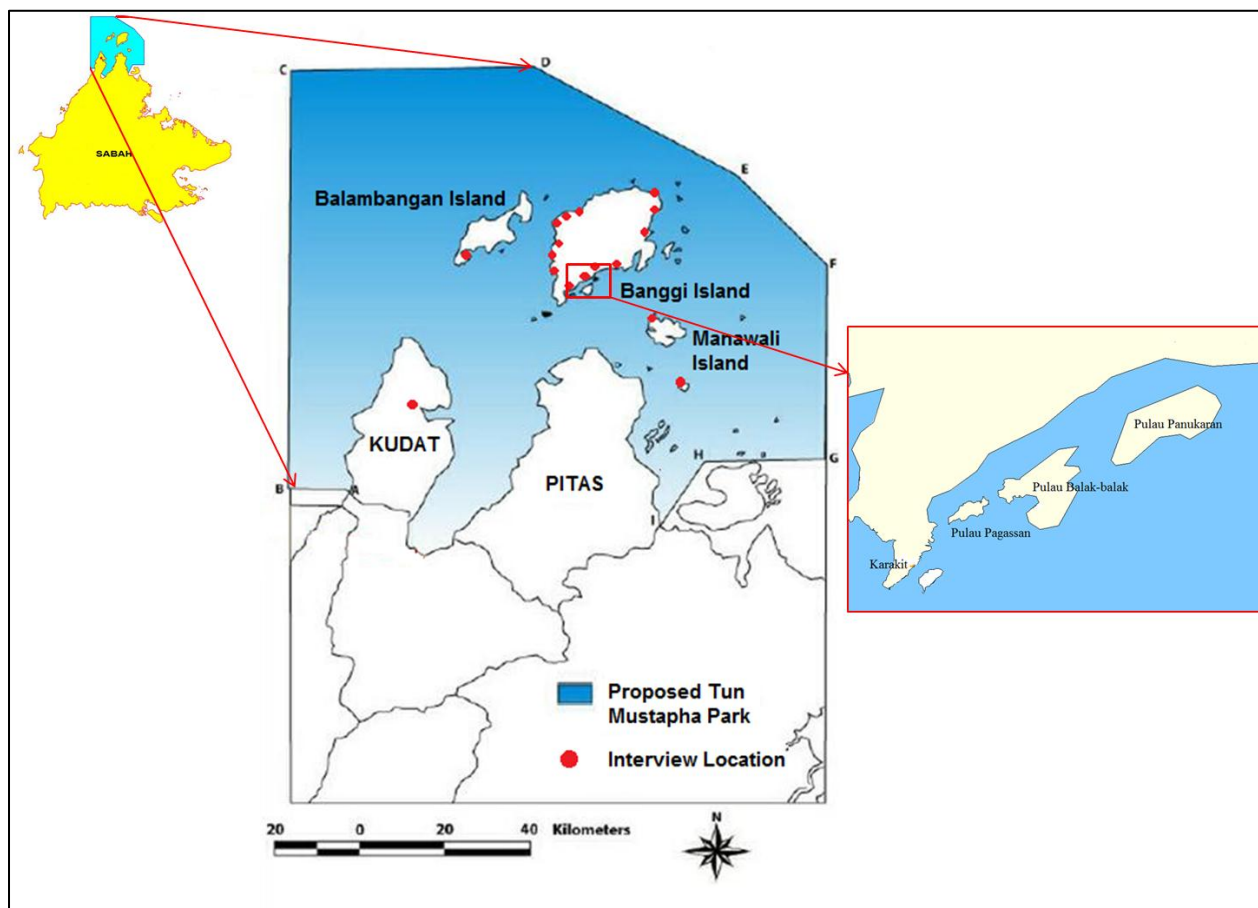 SABAH
C
D
E
Balambangan Island
F
Banggi Island
Manawali
Island
KUDAT
H
G
B
A
PITAS
I
Pulau Panukaran
Pulau Balak-balak
Pulau Pagassan
Karakit
Proposed Tun
Mustapha Park
Interview Location
20 0 20 40 Kilometers
N